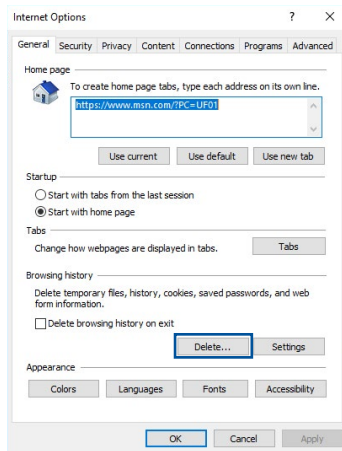 Internet Options ? X
General Security Privacy Content Connections Programs Advanced
Home page
To create home page tabs, type each address on its own line.
https://www.msn.com/?PC=UF01
Use current Use default Use new tab
Startup
Start with tabs from the last session
Start with home page
Tabs
Change how webpages are displayed in tabs. Tabs
Browsing history
Delete temporary files, history, cookies, saved passwords, and web
form information.
Delete browsing history on exit
Delete... Settings
Appearance
Colors Languages Fonts Accessibility
OK Cancel Apply